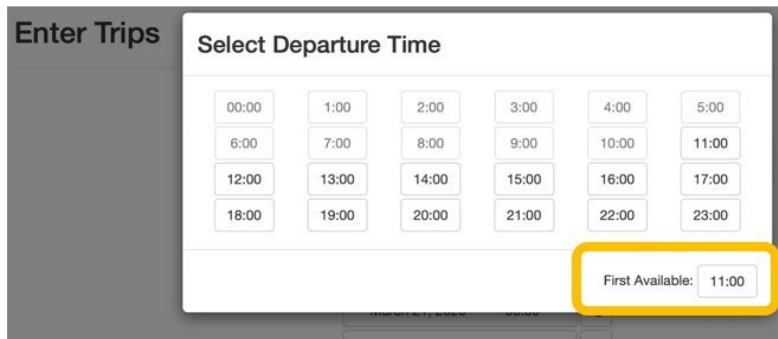 Enter Trips
Select Departure Time
00:00 1:00 2:00 3:00 4:00 5:00
6:00 7:00 8:00 9:00 10:00 11:00
12:00 13:00 14:00 15:00 16:00 17:00
18:00 19:00 20:00 21:00 22:00 23:00
First Available: 11:00